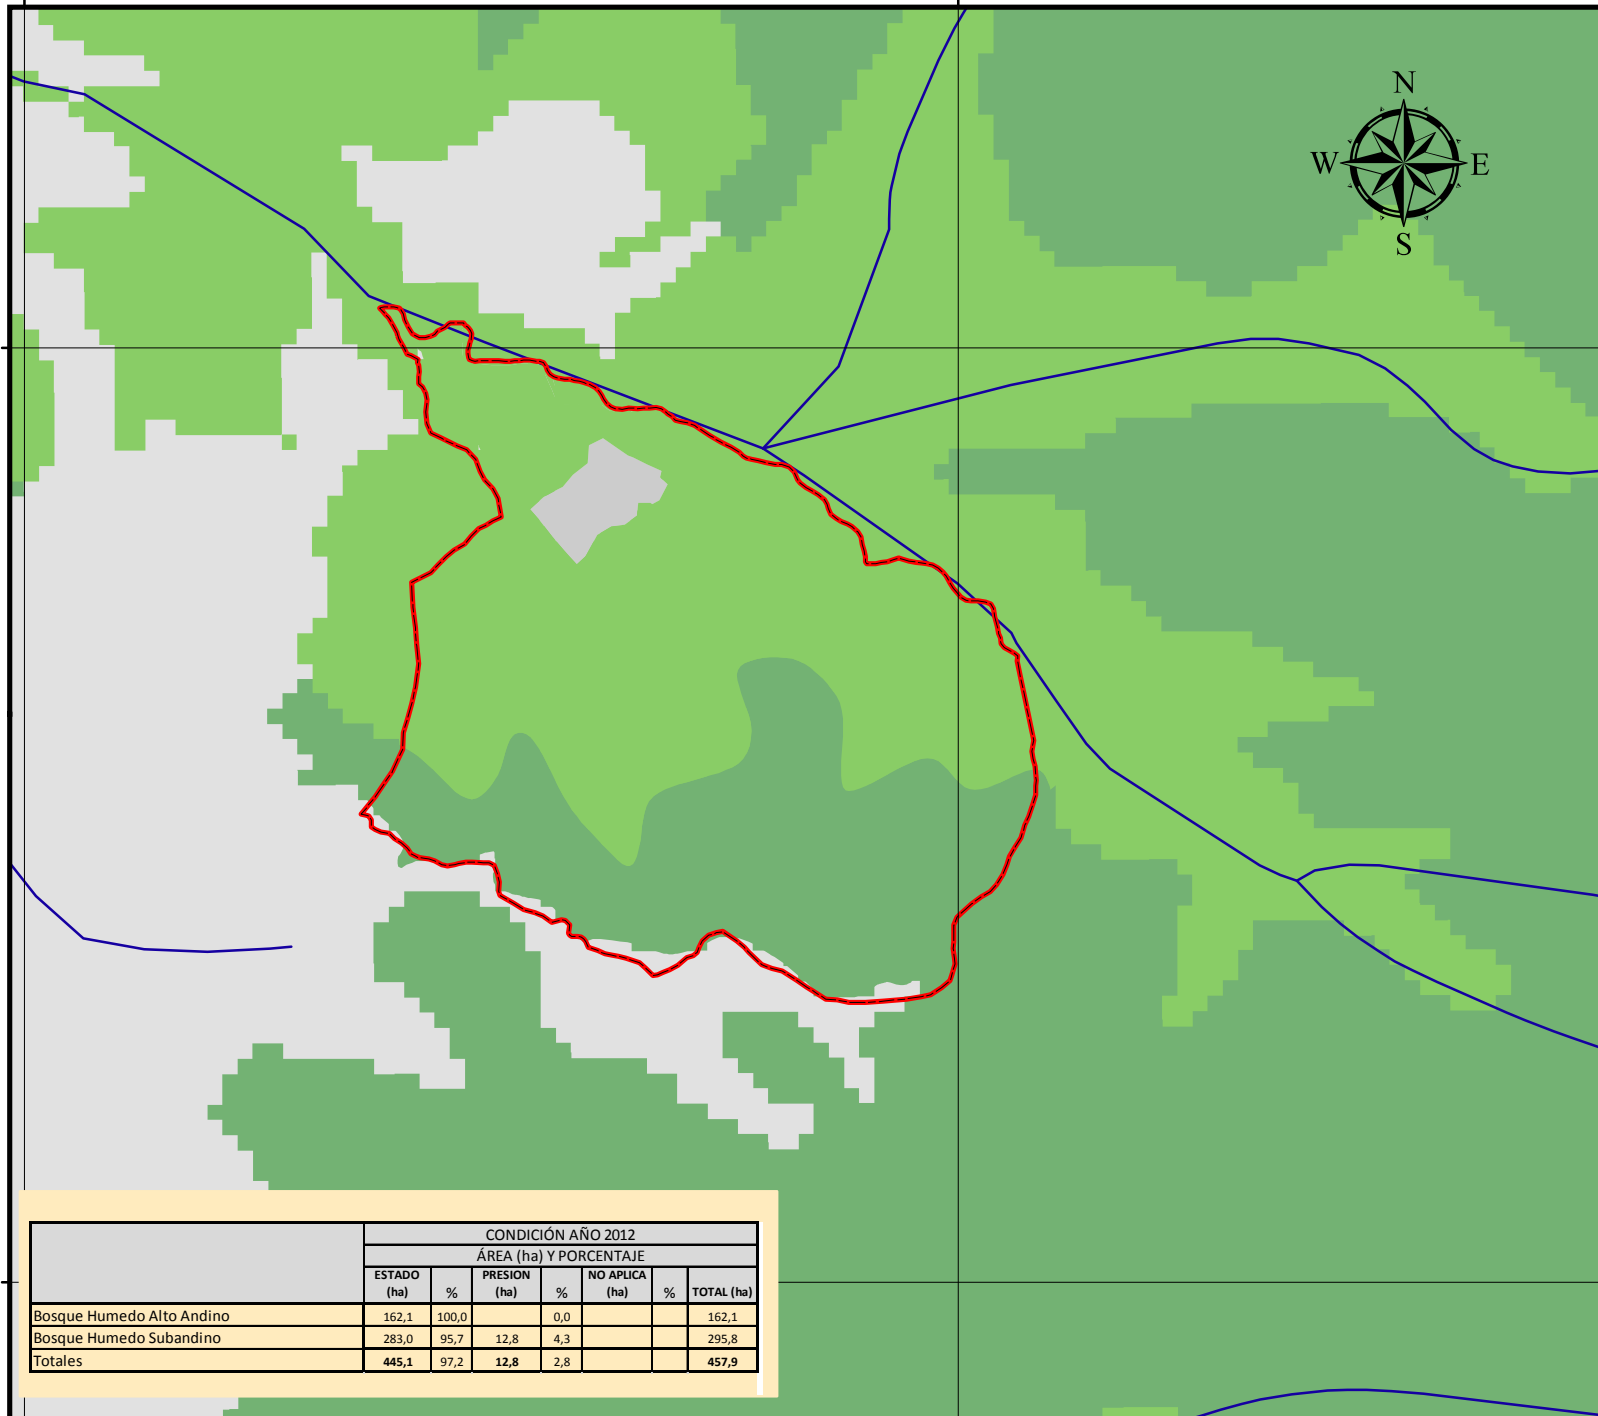 N
W E
S
CONDICIÓN AÑO 2012
ÁREA (ha) Y PORCENTAJE
ESTADO (ha) % PRESION (ha) % NO APLICA (ha) % TOTAL (ha)
Bosque Humedo Alto Andino 162,1 100,0 0,0 162,1
Bosque Humedo Subandino 283,0 95,7 12,8 4,3 295,8
Totales 445,1 97,2 12,8 2,8 457,9